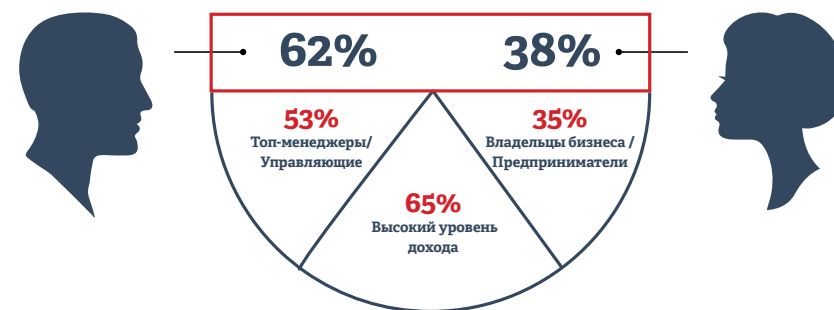 62% 38%
53%
Топ-менеджеры/
Управляющие
35%
Владельцы бизнеса /
Предприниматели
65%
Высокий уровень
дохода